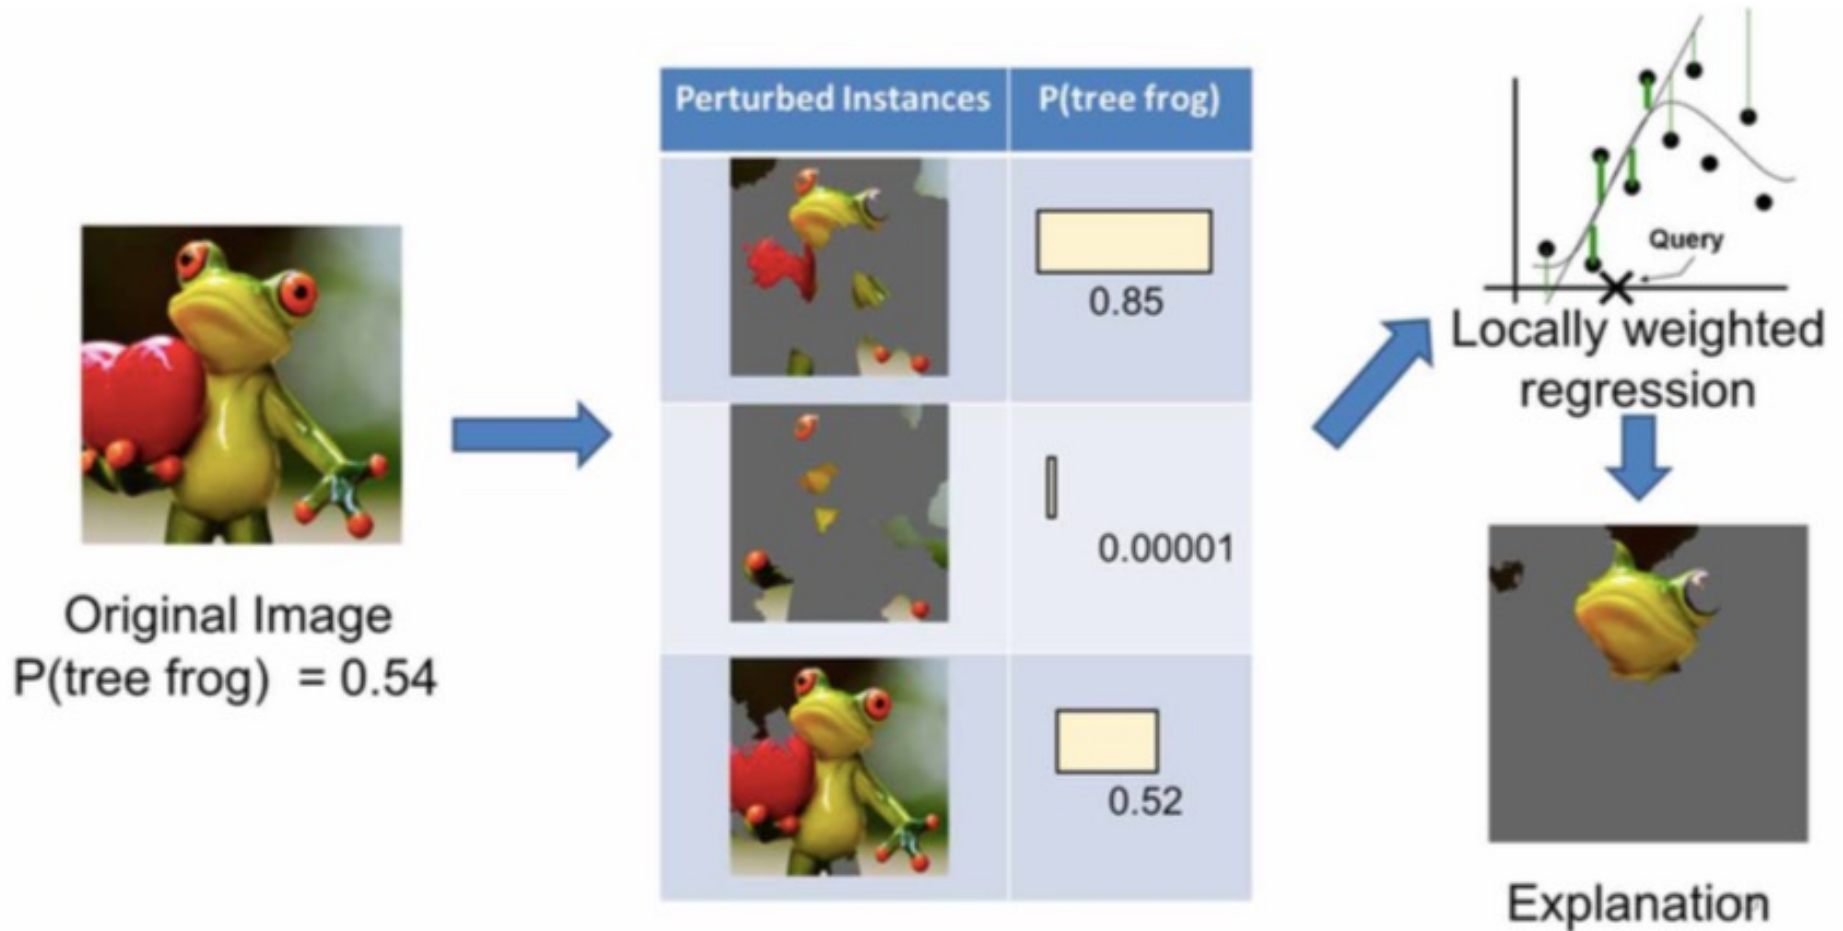 Original Image
P(tree frog) = 0.54
Perturbed Instances
P(tree frog)
0.85
0.00001
0.52
Query
Locally weighted
regression
Explanation